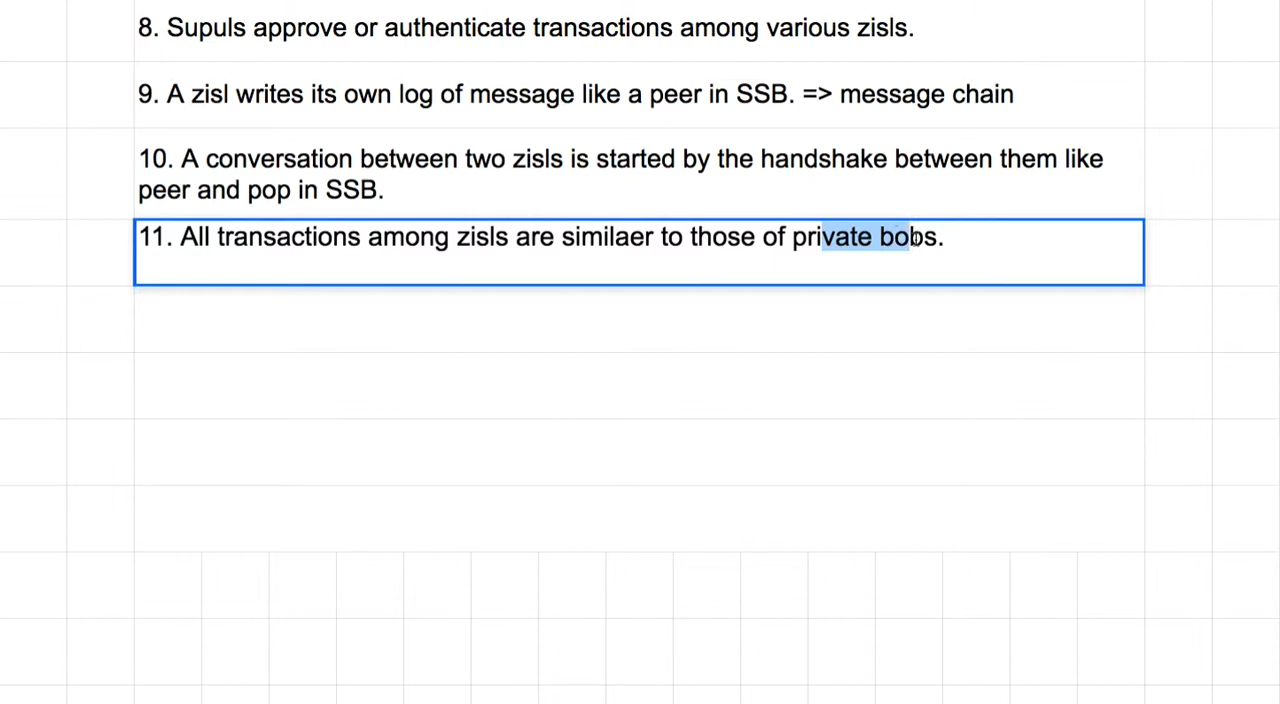 8. Supuls approve or authenticate transactions among various zisls.
9. A zisl writes its own log of message like a peer in SSB. => message chain
10. A conversation between two zisls is started by the handshake between them like
peer and pop in SSB.
11. All transactions among zisls are similaer to those of private bobs.